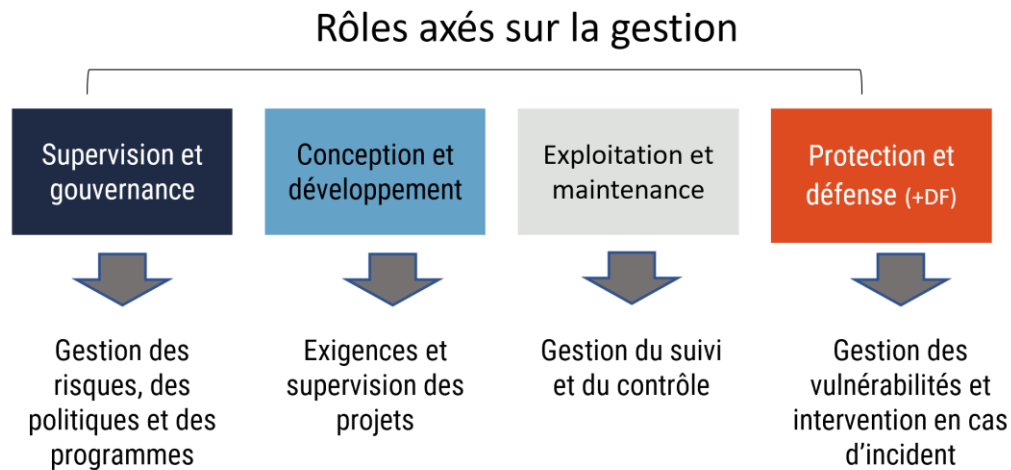 Rôles axés sur la gestion
Supervision et
gouvernance
Conception et
développement
Exploitation et
maintenance
Protection et
défense (+DF)
Gestion des
risques, des
politiques et des
programmes
Exigences et
supervision des
projets
Gestion du suivi
et du contrôle
Gestion des
vulnérabilités et
intervention en cas
d'incident